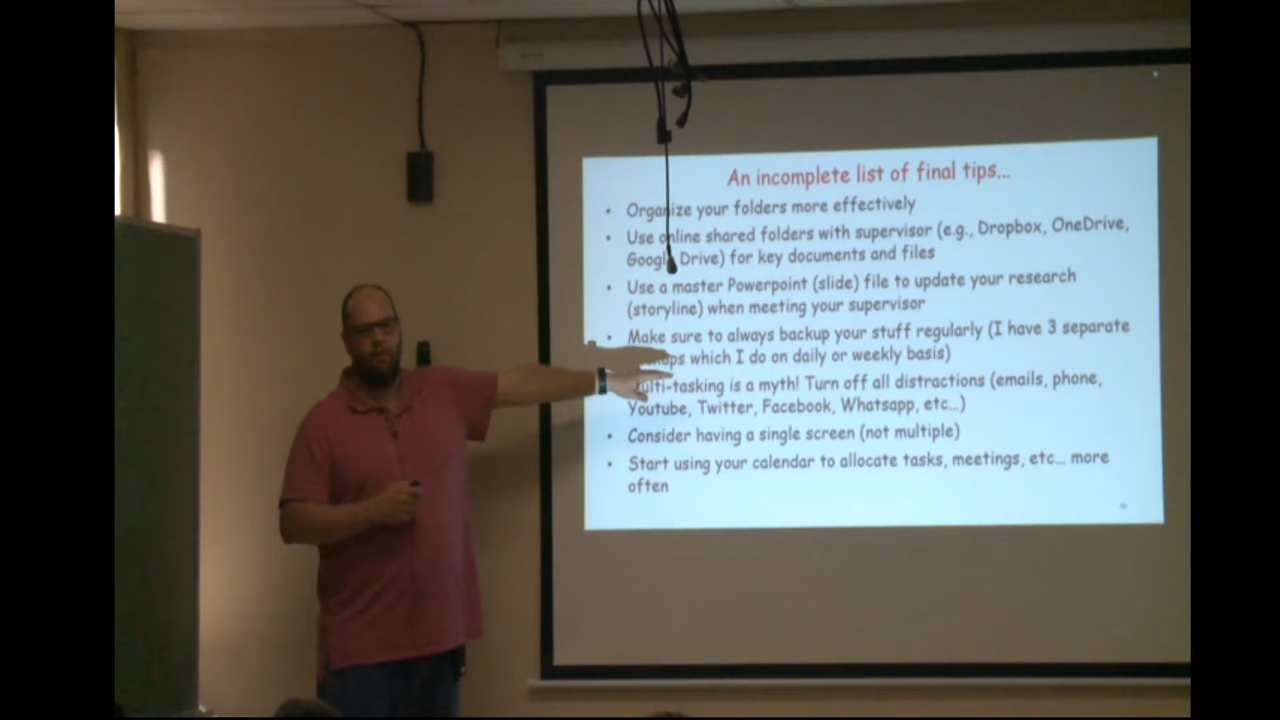 An incomplete list of final tips...
• Organize your folders more effectively
• Use online shared folders with supervisor (e.g., Dropbox, OneDrive,
Google Drive) for key documents and files
• Use a master Powerpoint (slide) file to update your research
(storyline) when meeting your supervisor
• Make sure to always backup your stuff regularly (I have 3 separate
which I do on daily or weekly basis)
• Multi-tasking is a myth! Turn off all distractions (emails, phone,
Youtube, Twitter, Facebook, Whatsapp, etc...)
• Consider having a single screen (not multiple)
• Start using your calendar to allocate tasks, meetings, etc... more
often